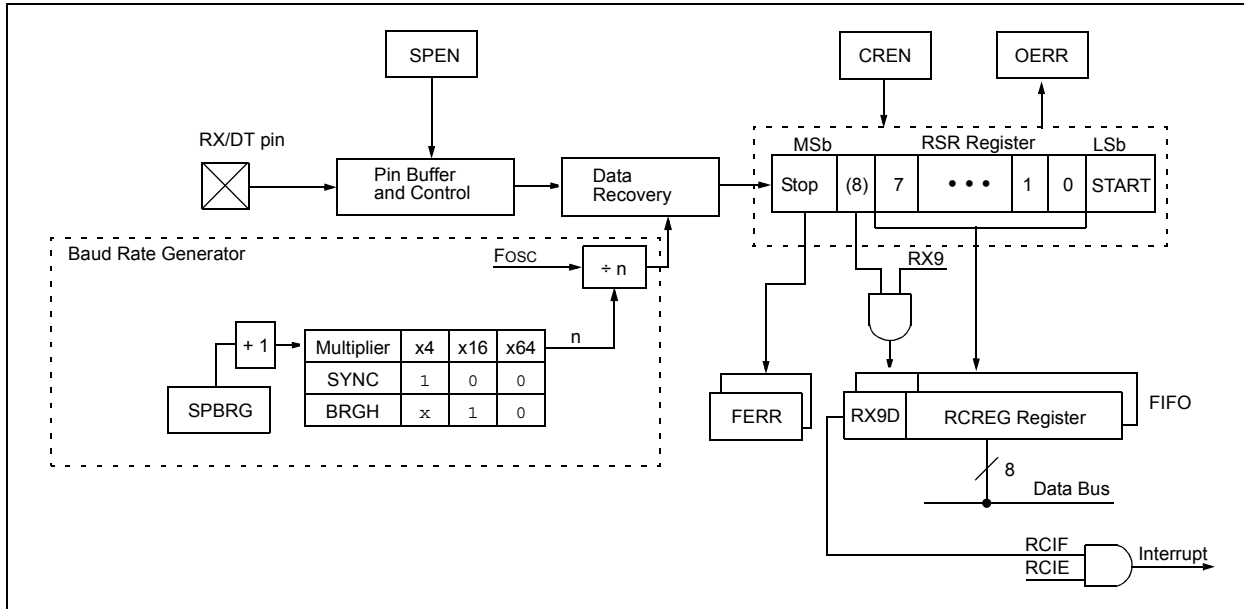 SPEN
CREN
OERR
RX/DT pin
Pin Buffer
and Control
Data
Recovery
MSb
RSR Register
LSb
Stop (8) 7 • • • 1 0 START
Baud Rate Generator
FOSC
÷ n
RX9
n
+ 1
Multiplier x4 x16 x64
SYNC 1 0 0
BRGH x 1 0
SPBRG
FERR
RX9D
RCREG Register
FIFO
8
Data Bus
RCIF
RCIE
Interrupt